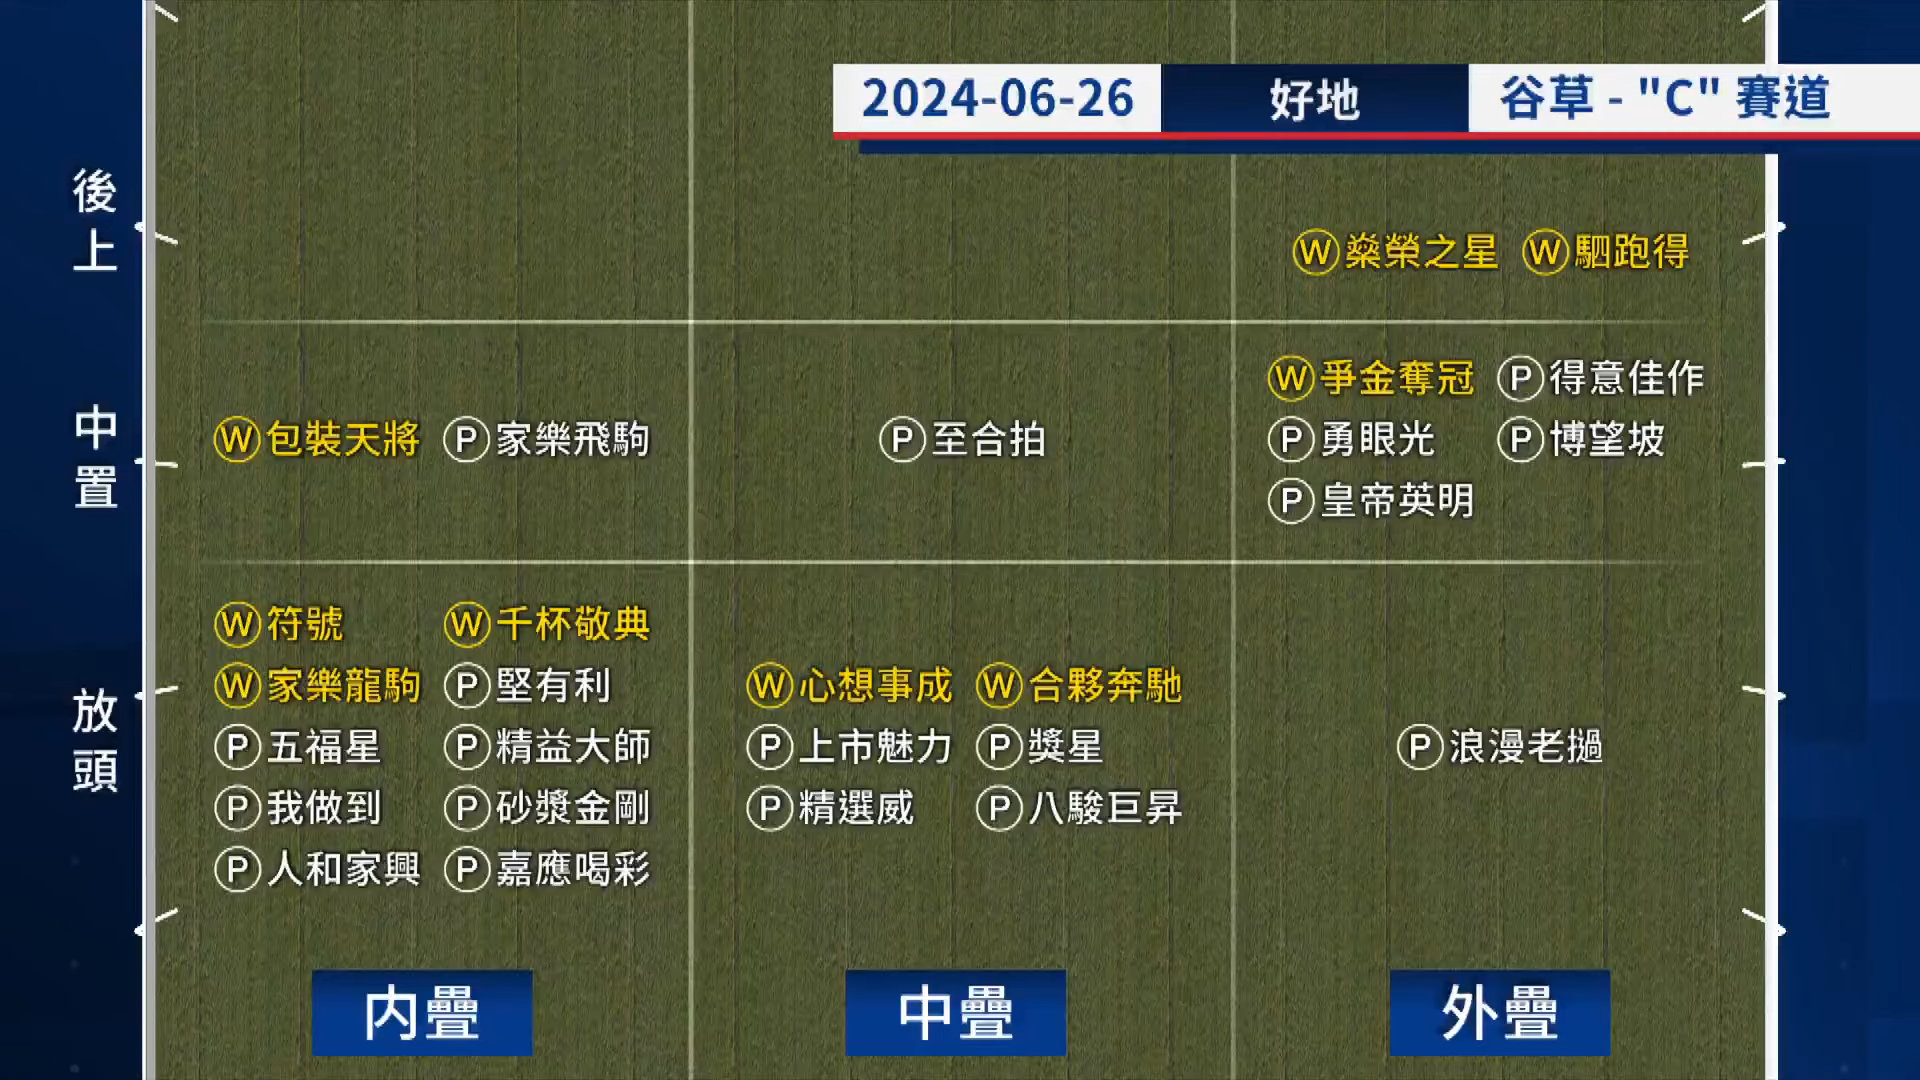 2024-06-26 好地 谷草 - "C" 賽道
後上
W 燊榮之星 W 駟跑得
中置
W 包裝天將 P 家樂飛駒
P 至合拍
W 爭金奪冠 P 得意佳作
P 勇眼光 P 博望坡
P 皇帝英明
放頭
W 符號 W 千杯敬典
W 家樂龍駒 P 堅有利
P 五福星 P 精益大師
P 我做到 P 砂漿金剛
P 人和家興 P 嘉應喝彩
W 心想事成 W 合夥奔馳
P 上市魅力 P 獎星
P 精選威 P 八駿巨昇
P 浪漫老撾
內疊
中疊
外疊